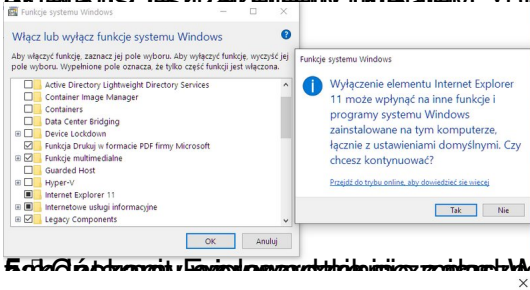 Funkcje systemu Windows
Włącz lub wyłącz funkcje systemu Windows
Aby włączyć funkcję, zaznacz jej pole wyboru. Aby wyłączyć funkcję, wyczyść jej
pole wyboru. Wypełnione pole oznacza, że tylko część funkcji jest włączona.
Active Directory Lightweight Directory Services
Container Image Manager
Containers
Data Center Bridging
Device Lockdown
Funkcja Drukuj w formacie PDF firmy Microsoft
Funkcje multimedialne
Guarded Host
Hyper-V
Internet Explorer 11
Internetowe usługi informacyjne
Legacy Components
OK Anuluj
Funkcje systemu Windows
Wyłączenie elementu Internet Explorer
11 może wpłynąć na inne funkcje i
programy systemu Windows
zainstalowane na tym komputerze,
łącznie z ustawieniami domyślnymi. Czy
chcesz kontynuować?
Przejdź do trybu online, aby dowiedzieć się więcej
Tak Nie